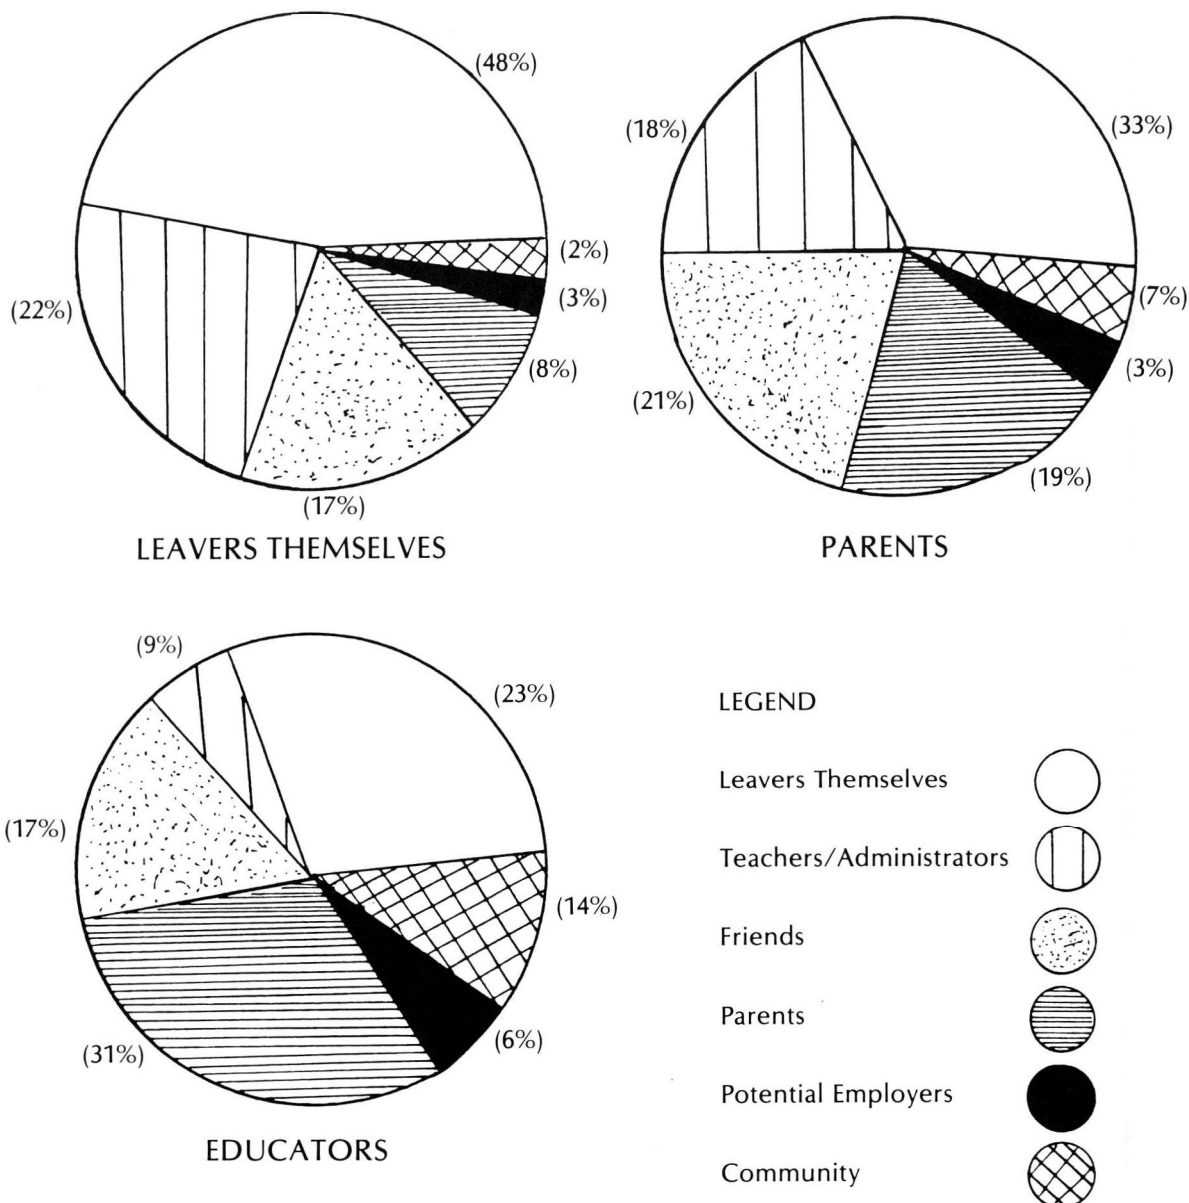 (48%)
(2%)
(3%)
(8%)
(17%)
(22%)
LEAVERS THEMSELVES
(33%)
(7%)
(3%)
(19%)
(21%)
(18%)
PARENTS
(9%)
(23%)
(14%)
(6%)
(31%)
(17%)
EDUCATORS
LEGEND
Leavers Themselves
Teachers/Administrators
Friends
Parents
Potential Employers
Community